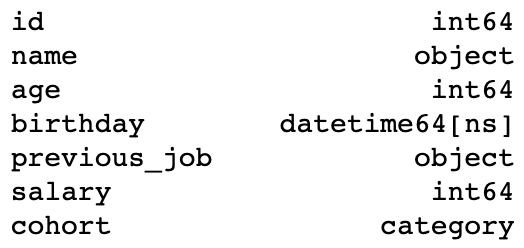 id int64
name object
age int64
birthday datetime64[ns]
previous_job object
salary int64
cohort category